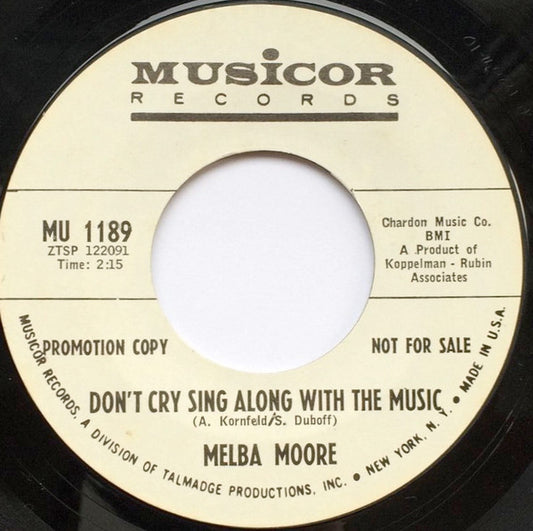 MUSICOR
RECORDS
MU 1189
ZTSP 122091
Time: 2:15
Chardon Music Co.
BMI
A Product of
Koppelman - Rubin
Associates
PROMOTION COPY
NOT FOR SALE
DON'T CRY SING ALONG WITH THE MUSIC
(A. Kornfeld/S. Duboff)
MELBA MOORE
MUSICOR RECORDS, A DIVISION OF TALMADGE PRODUCTIONS, INC. • NEW YORK, N. Y. • MADE IN U.S.A.